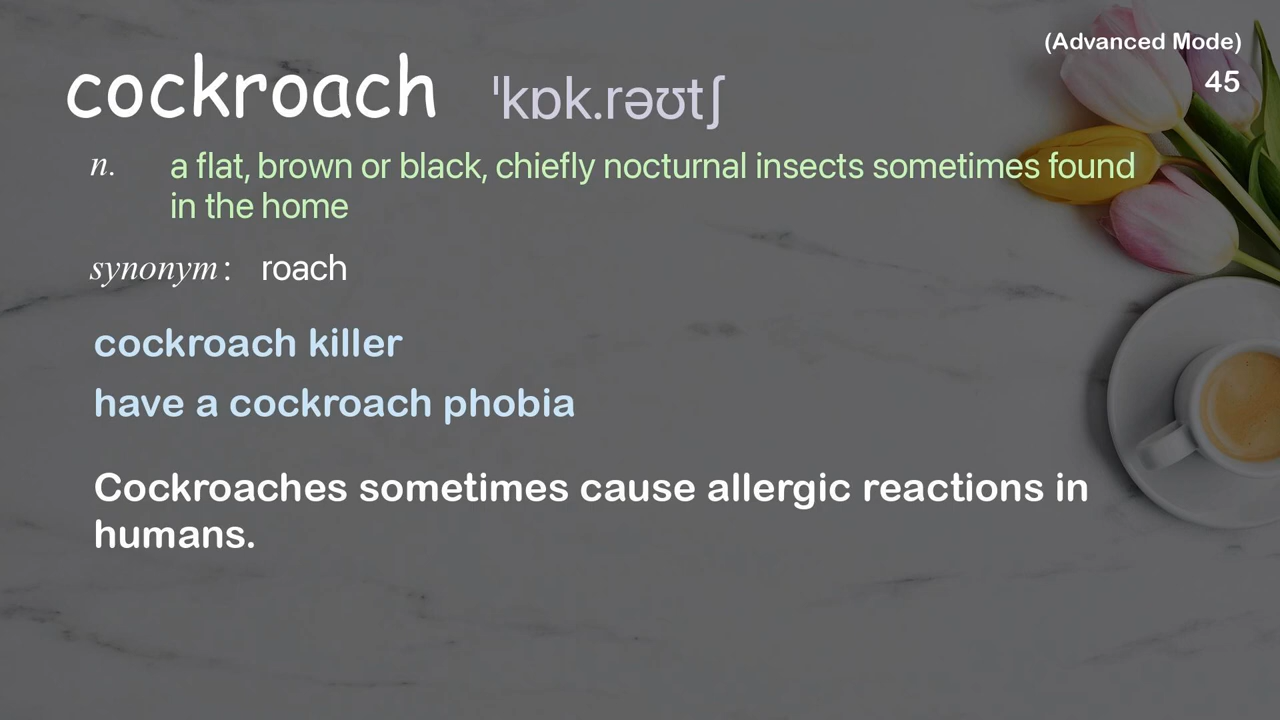 (Advanced Mode)
cockroach ˈkɒk.rəʊtʃ
45
n. a flat, brown or black, chiefly nocturnal insects sometimes found
in the home
synonym: roach
cockroach killer
have a cockroach phobia
Cockroaches sometimes cause allergic reactions in
humans.